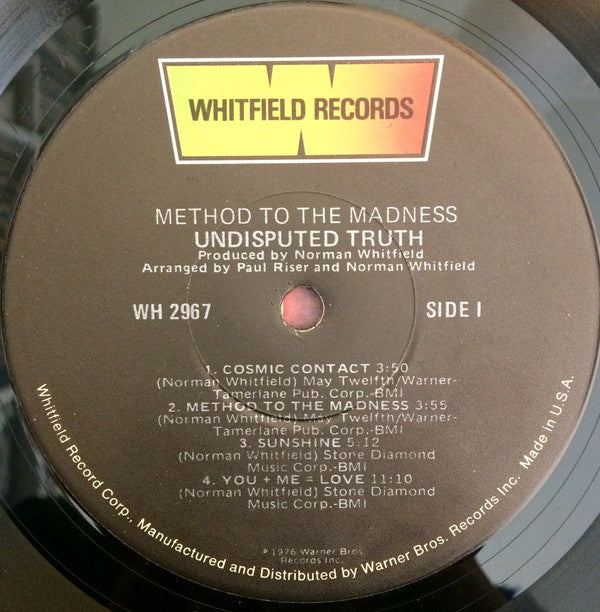 WHITFIELD RECORDS
METHOD TO THE MADNESS
UNDISPUTED TRUTH
Produced by Norman Whitfield
Arranged by Paul Riser and Norman Whitfield
WH 2967
SIDE I
1. COSMIC CONTACT 3:50
(Norman Whitfield) May Twelfth/Warner-
Tamerlane Pub. Corp.-BMI
2. METHOD TO THE MADNESS 3:55
(Norman Whitfield) May Twelfth/Warner-
Tamerlane Pub. Corp.-BMI
3. SUNSHINE 5:12
(Norman Whitfield) Stone Diamond
Music Corp.-BMI
4. YOU + ME = LOVE 11:10
(Norman Whitfield) Stone Diamond
Music Corp.-BMI
℗ 1976 Warner Bros.
Records Inc.
Whitfield Record Corp., Manufactured and Distributed by Warner Bros. Records Inc. Made in U.S.A.